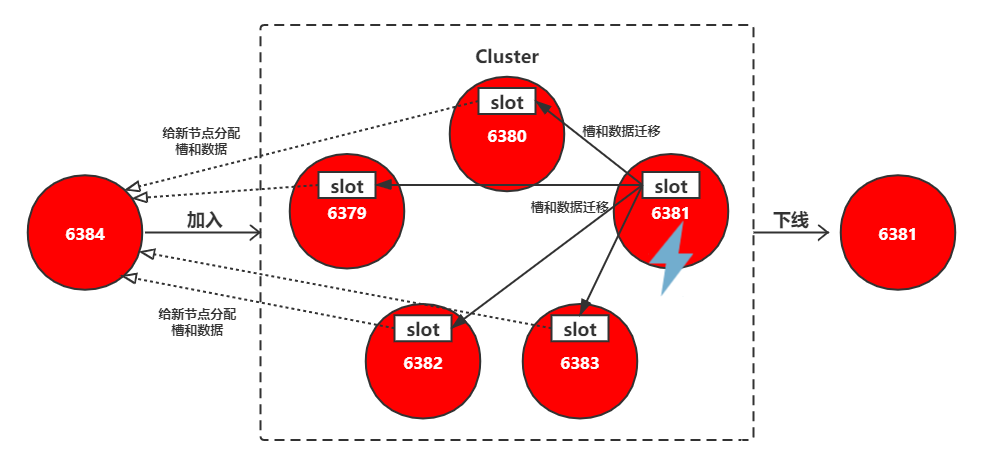 Cluster
slot
6380
给新节点分配
槽和数据
槽和数据迁移
slot
6379
slot
6381
槽和数据迁移
6384
加入
下线
6381
给新节点分配
槽和数据
slot
6382
slot
6383